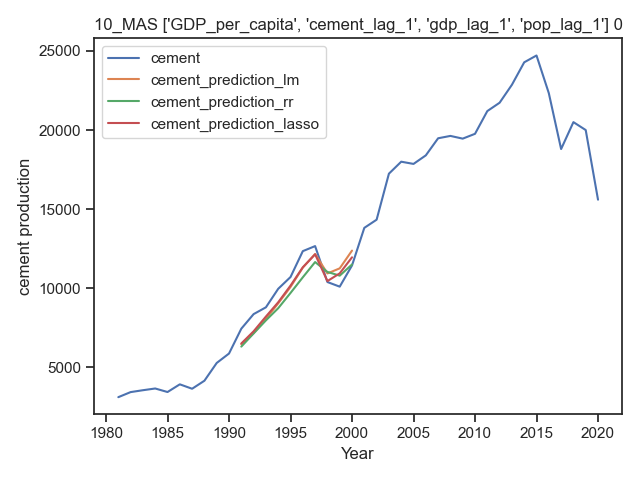 10_MAS ['GDP_per_capita', 'cement_lag_1', 'gdp_lag_1', 'pop_lag_1'] 0
cement
cement_prediction_lm
cement_prediction_rr
cement_prediction_lasso
25000
20000
15000
10000
5000
cement production
1980 1985 1990 1995 2000 2005 2010 2015 2020
Year